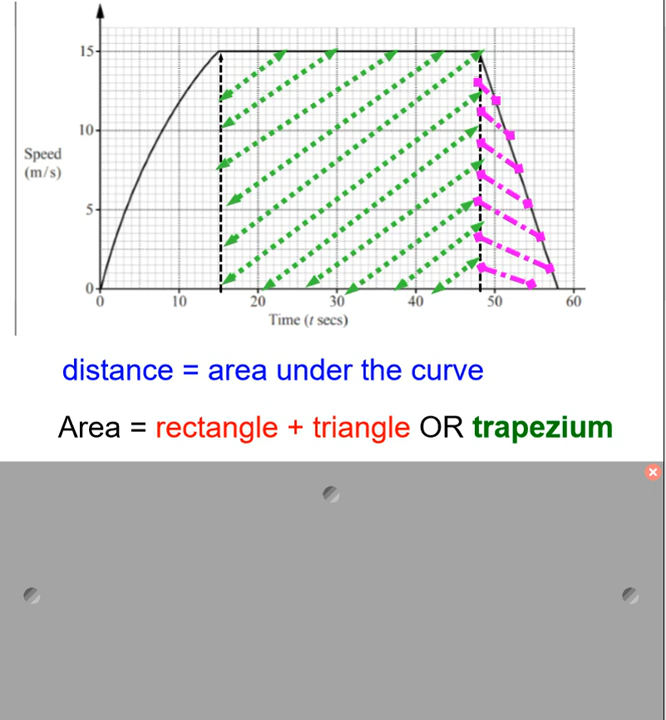 15
10
Speed
(m/s)
5
0
0 10 20 30 40 50 60
Time (t secs)
distance = area under the curve
Area = rectangle + triangle OR trapezium